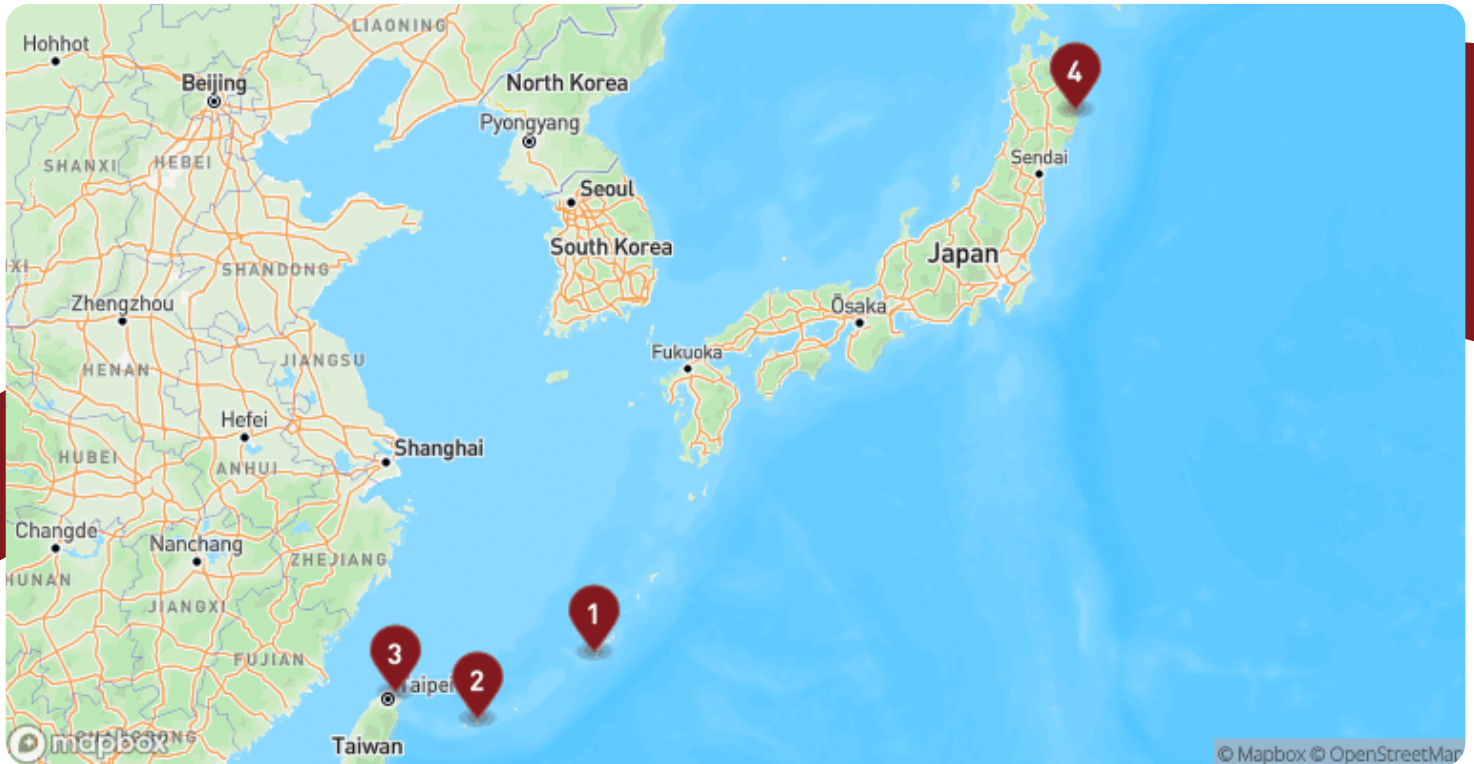 LIAONING
Hohhot
4
Beijing
North Korea
Pyongyang
SHANXI
HEBEI
Sendai
Seoul
South Korea
Japan
XI
SHANDONG
Zhengzhou
Ōsaka
Fukuoka
JIANGSU
HENAN
Hefei
Shanghai
HUBEI
ANHUI
Changde
Nanchang
ZHEJIANG
HUNAN
JIANGXI
1
3
FUJIAN
2
Taipei
GUANGDONG
mapbox
Taiwan
© Mapbox © OpenStreetMap